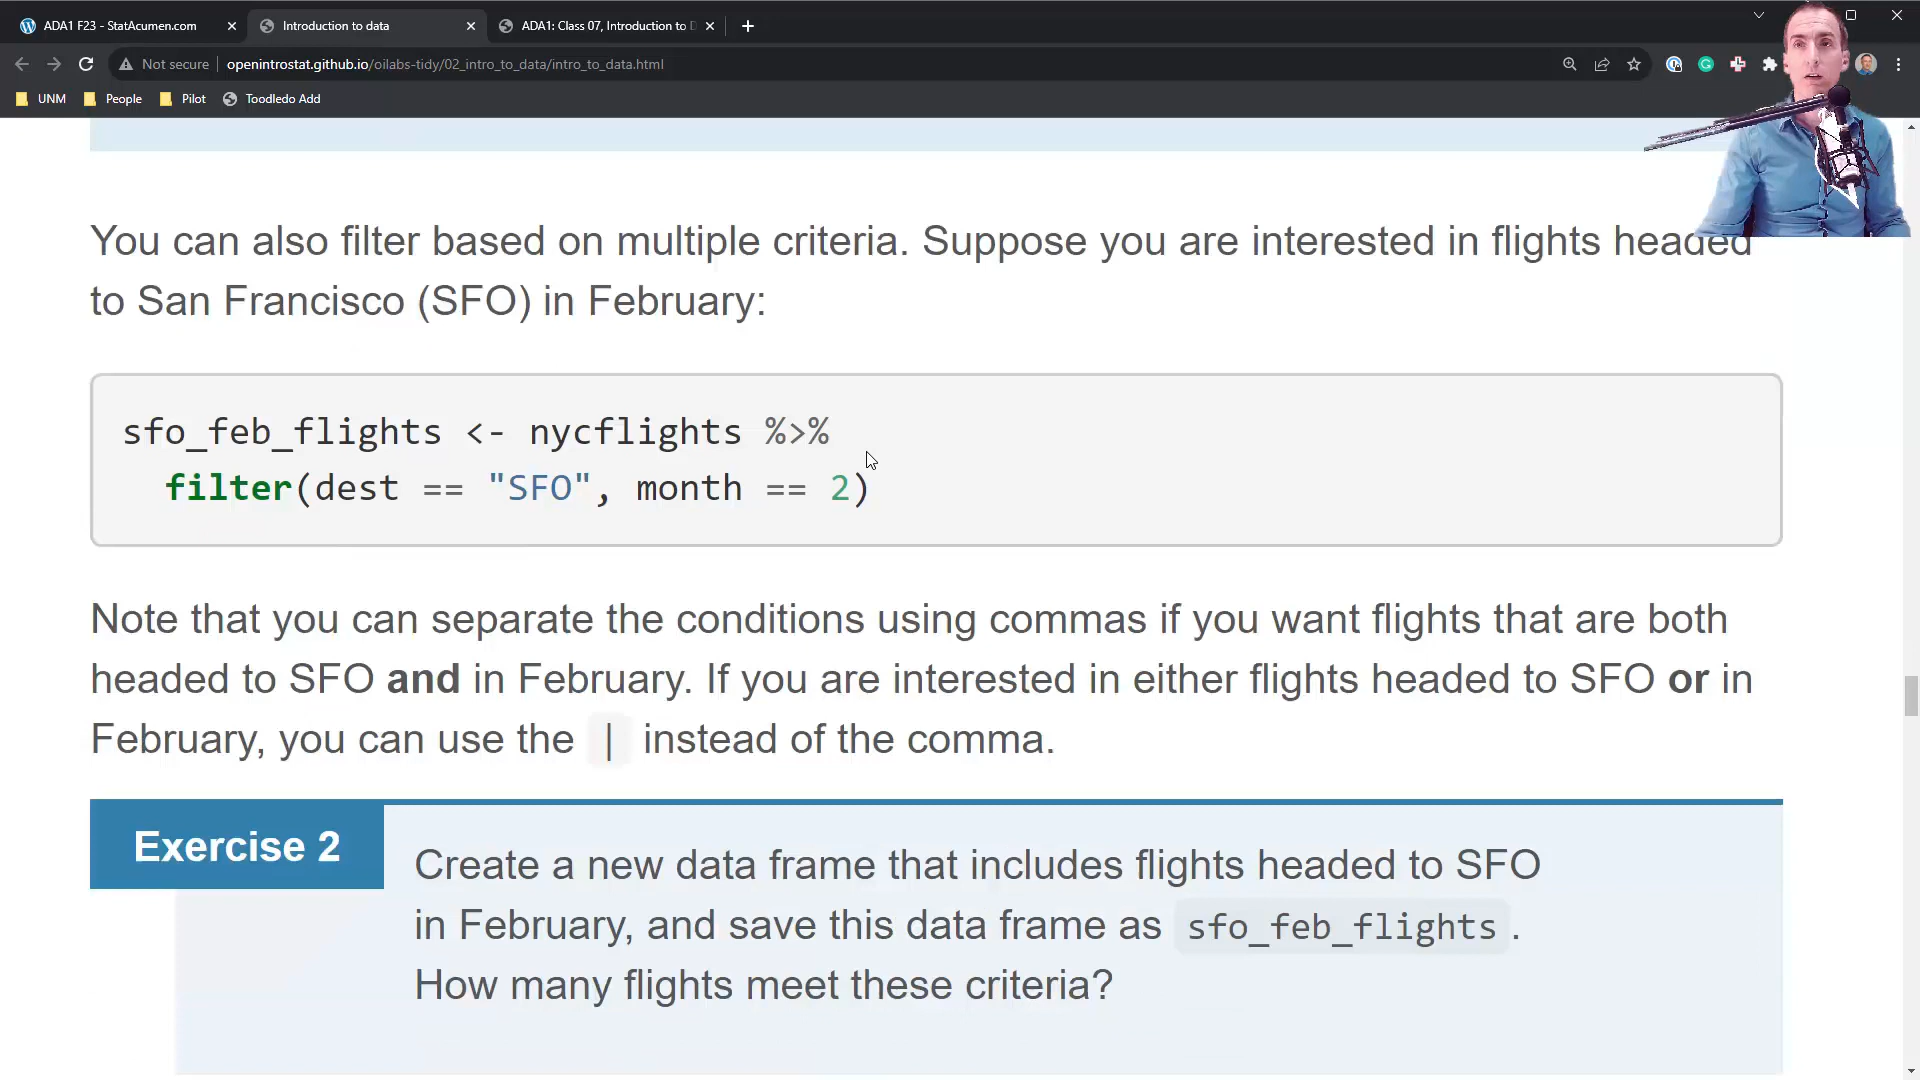 ADA1 F23 - StatAcumen.com
Introduction to data
ADA1: Class 07, Introduction to D
Not secure
openintrostat.github.io/oilabs-tidy/02_intro_to_data/intro_to_data.html
UNM
People
Pilot
Toodledo Add
You can also filter based on multiple criteria. Suppose you are interested in flights headed
to San Francisco (SFO) in February:
sfo_feb_flights <- nycflights %>%
filter(dest == "SFO", month == 2)
Note that you can separate the conditions using commas if you want flights that are both
headed to SFO and in February. If you are interested in either flights headed to SFO or in
February, you can use the | instead of the comma.
Exercise 2
Create a new data frame that includes flights headed to SFO
in February, and save this data frame as sfo_feb_flights .
How many flights meet these criteria?